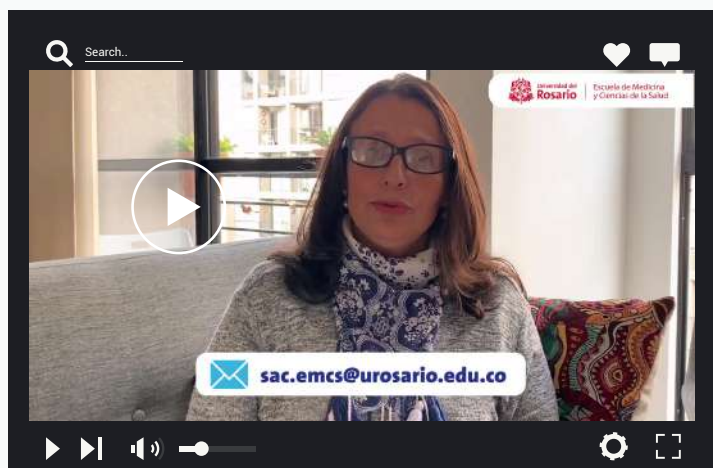 Search..
Universidad del
Rosario
Escuela de Medicina
y Ciencias de la Salud
sac.emcs@urosario.edu.co